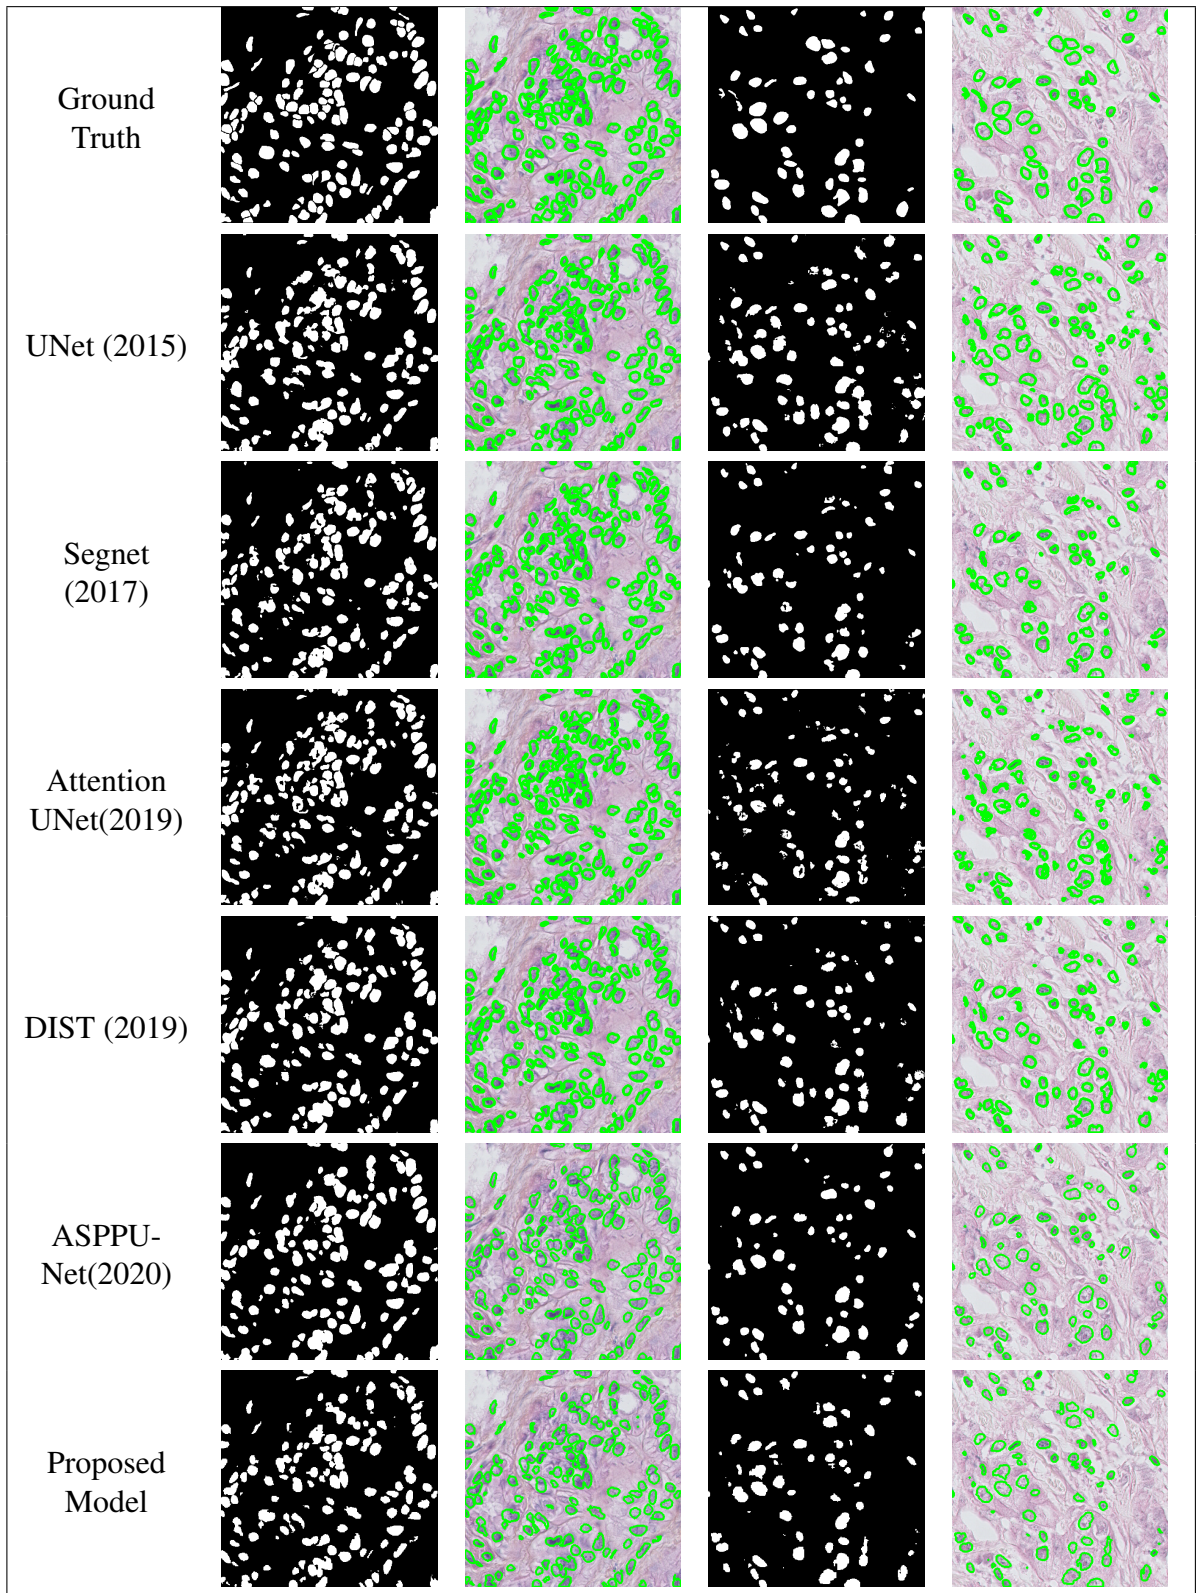 Ground
Truth
UNet (2015)
Segnet
(2017)
Attention
UNet(2019)
DIST (2019)
ASPPU-
Net(2020)
Proposed
Model